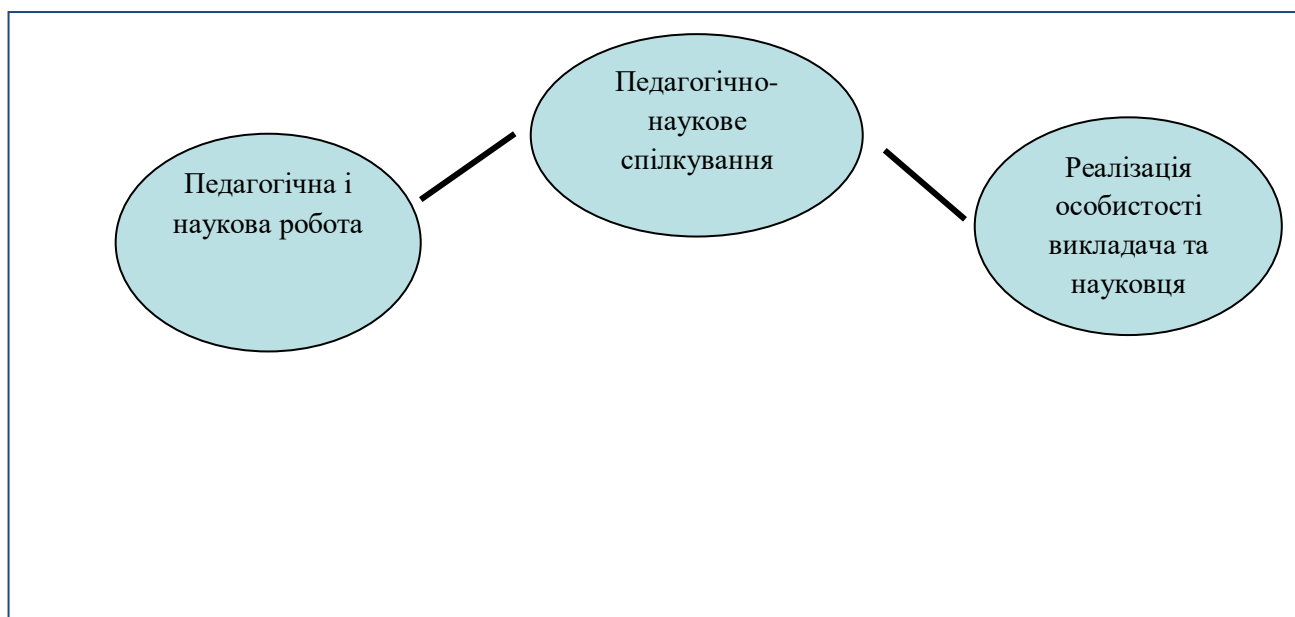 Педагогічна і
наукова робота
Педагогічно-
наукове
спілкування
Реалізація
особистості
викладача та
науковця